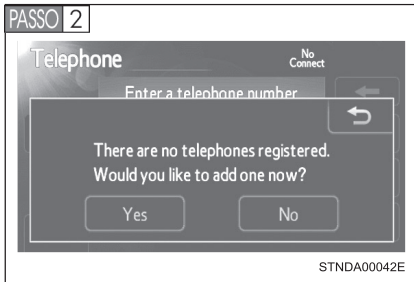 PASSO 2
Telephone
No
Connect
Enter a telephone number
There are no telephones registered.
Would you like to add one now?
Yes
No
STNDA00042E